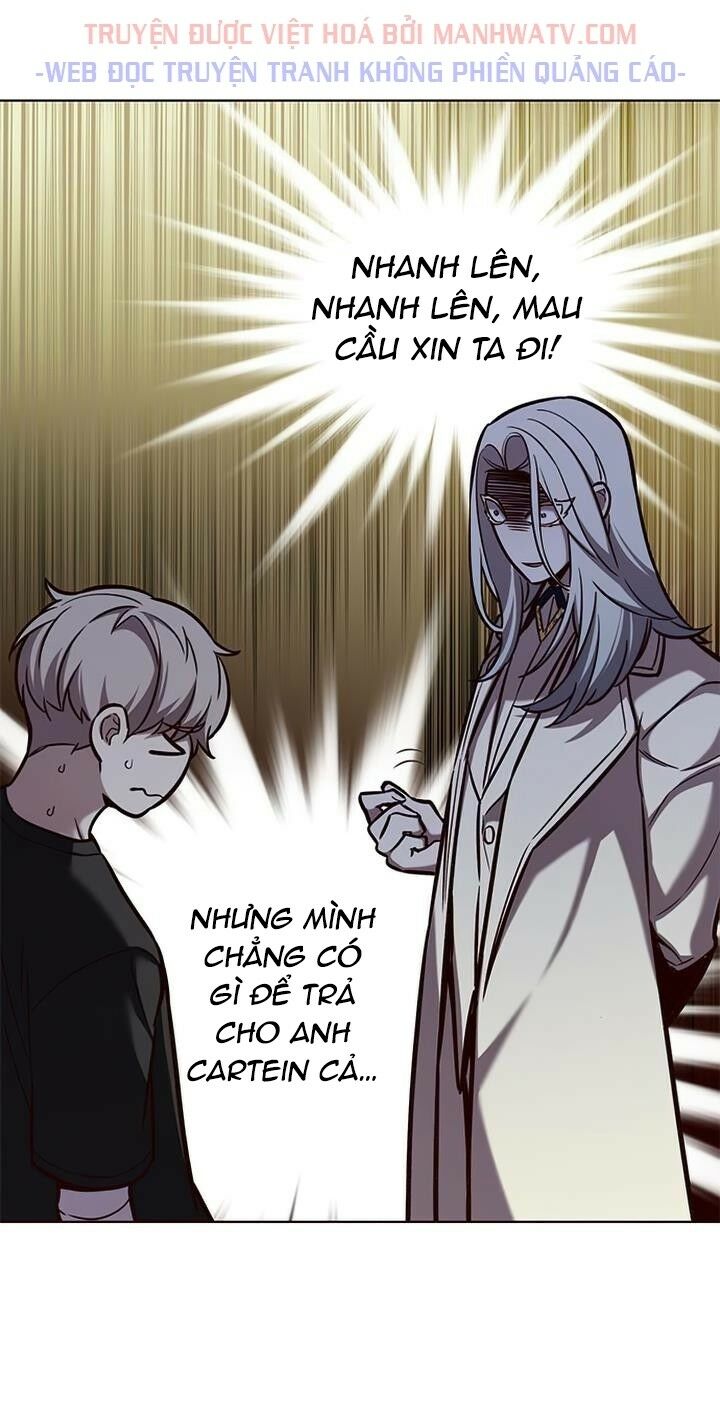 TRUYỆN ĐƯỢC VIỆT HOÁ BỞI MANHWATV.COM
-WEB ĐỌC TRUYỆN TRANH KHÔNG PHIỀN QUẢNG CÁO-
NHANH LÊN,
NHANH LÊN, MAU
CẦU XIN TA ĐI!
NHƯNG MÌNH
CHẲNG CÓ
GÌ ĐỂ TRẢ
CHO ANH
CARTEIN CẢ...